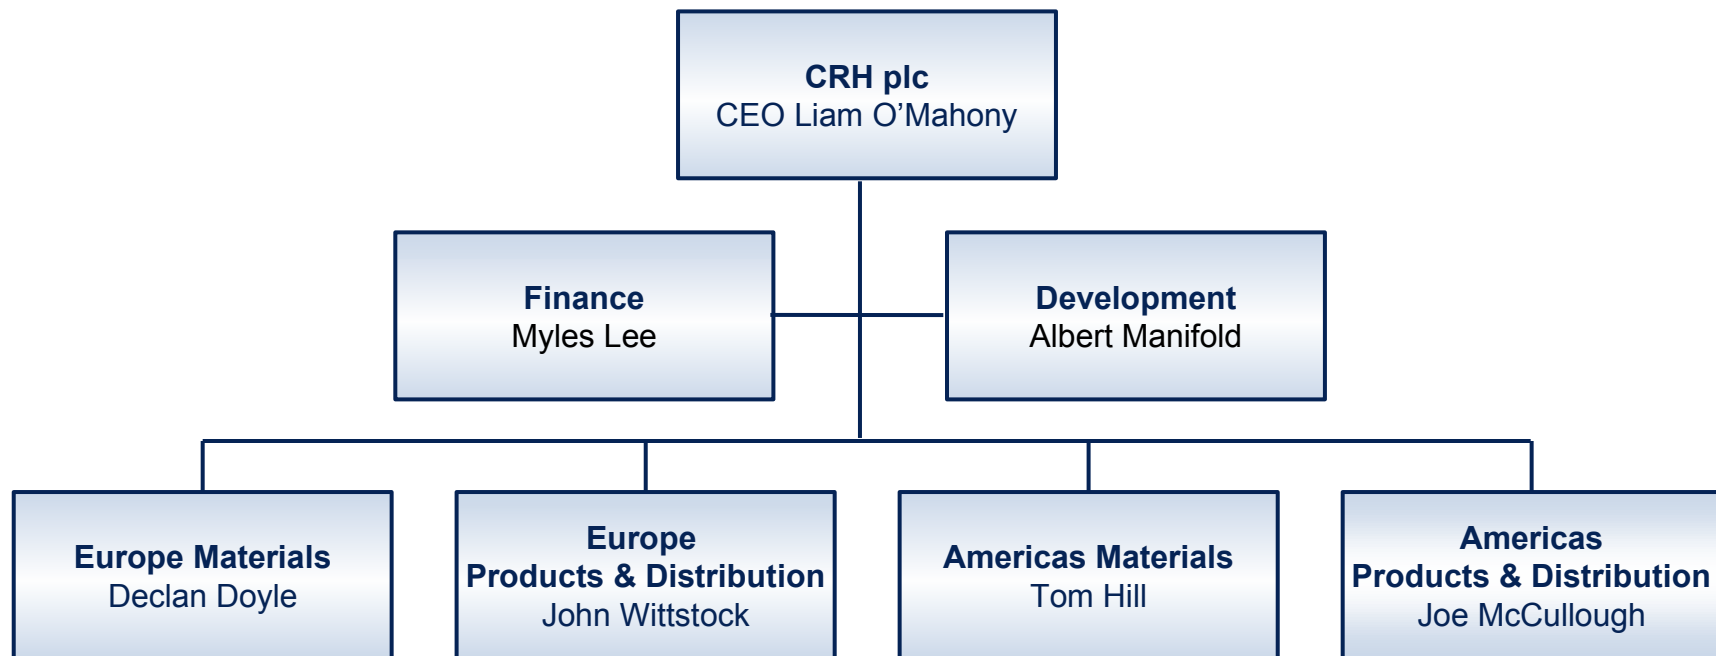 CRH plc
CEO Liam O’Mahony
Finance
Myles Lee
Development
Albert Manifold
Europe Materials
Declan Doyle
Europe
Products & Distribution
John Wittstock
Americas Materials
Tom Hill
Americas
Products & Distribution
Joe McCullough